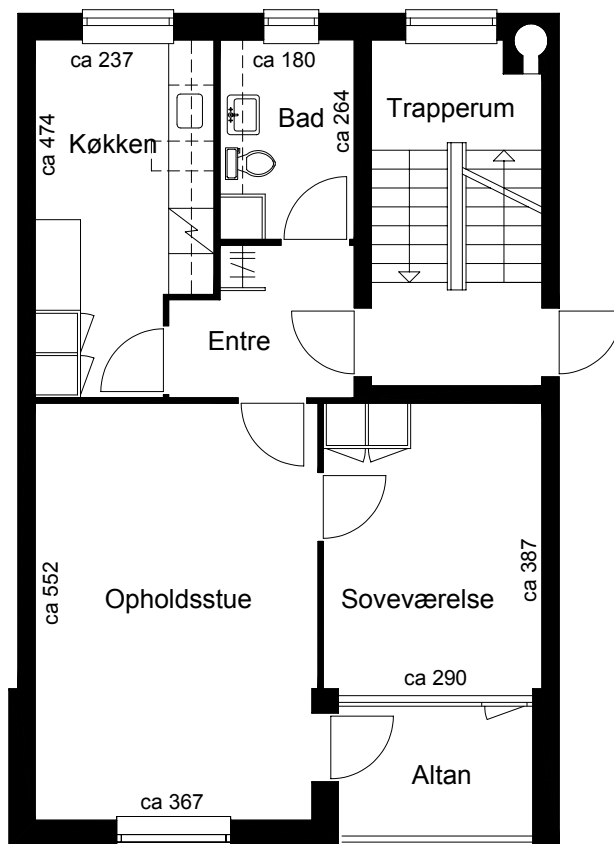 ca 237
ca 180
ca 474
Køkken
Bad
ca 264
Trapperum
Entre
ca 552
Opholdsstue
Soveværelse
ca 387
ca 290
Altan
ca 367